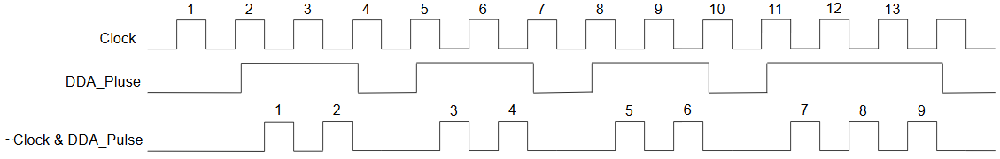 1 2 3 4 5 6 7 8 9 10 11 12 13
Clock
DDA_Pluse
1 2 3 4 5 6 7 8 9
~Clock & DDA_Pulse